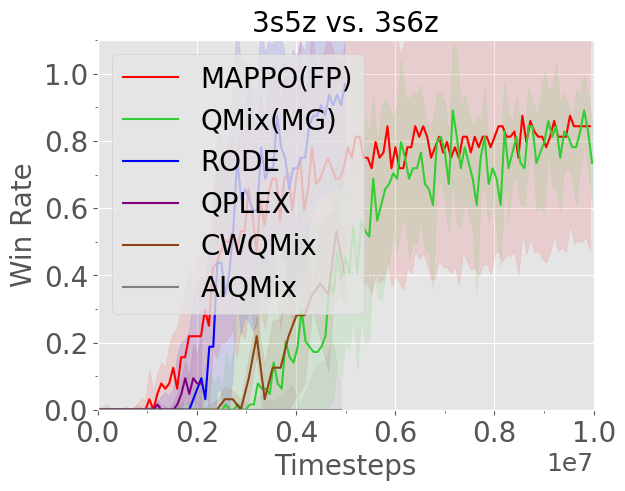 3s5z vs. 3s6z
Win Rate
1.0
0.8
0.6
0.4
0.2
0.0
MAPPO(FP)
QMix(MG)
RODE
QPLEX
CWQMix
AIQMix
0.0 0.2 0.4 0.6 0.8 1.0
Timesteps
1e7